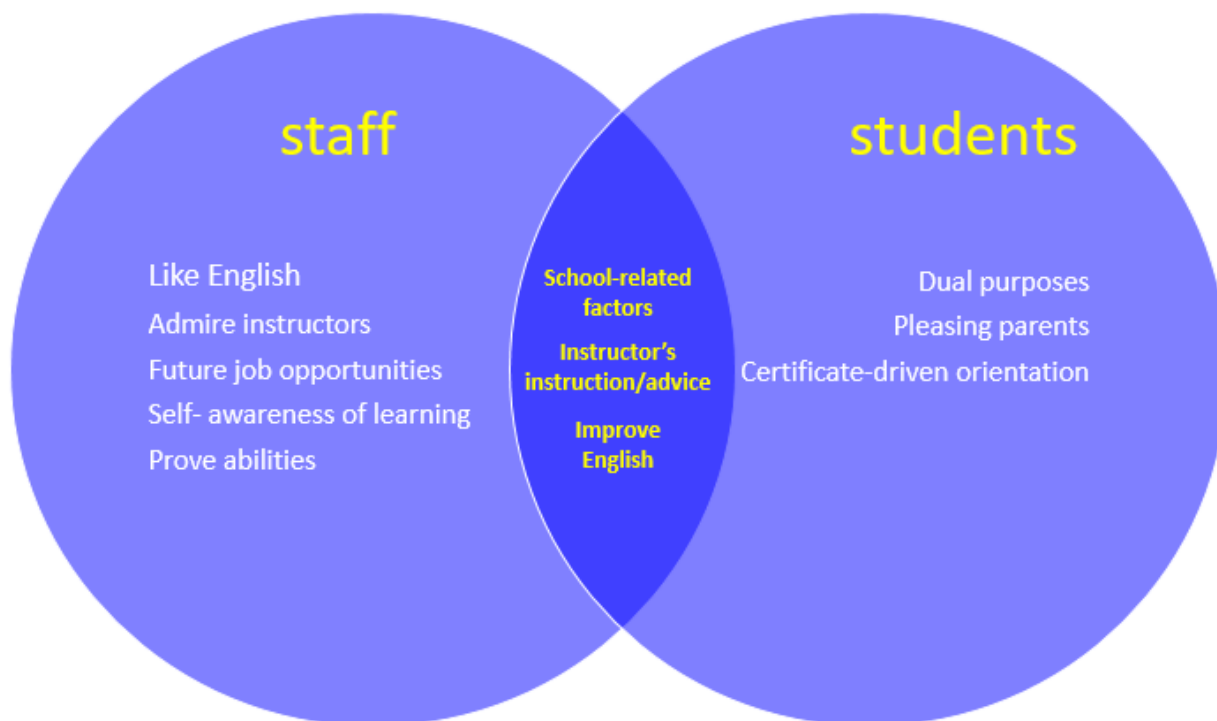 staff
students
Like English
Admire instructors
Future job opportunities
Self- awareness of learning
Prove abilities
School-related
factors
Instructor's
instruction/advice
Improve
English
Dual purposes
Pleasing parents
Certificate-driven orientation